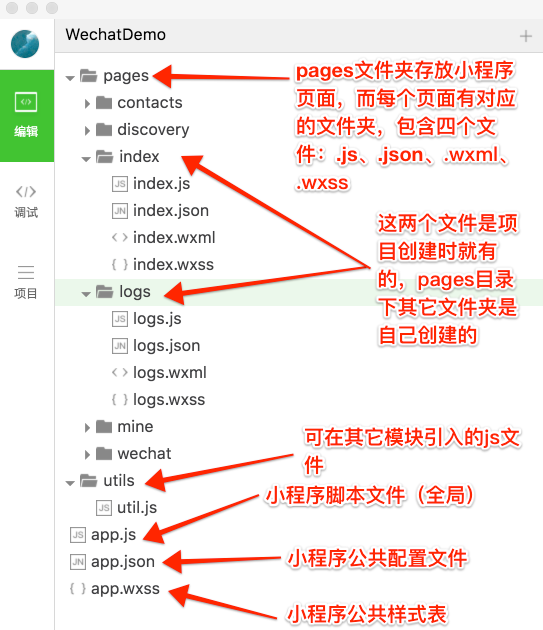 WechatDemo
编辑
调试
项目
pages
contacts
discovery
index
index.js
index.json
index.wxml
index.wxss
logs
logs.js
logs.json
logs.wxml
logs.wxss
mine
wechat
utils
util.js
app.js
app.json
app.wxss
pages文件夹存放小程序
页面，而每个页面有对应
的文件夹，包含四个文
件：.js、.json、.wxml、
.wxss
这两个文件是项
目创建时就有
的，pages目录
下其它文件夹是
自己创建的
可在其它模块引入的js文
件
小程序脚本文件（全局）
小程序公共配置文件
小程序公共样式表